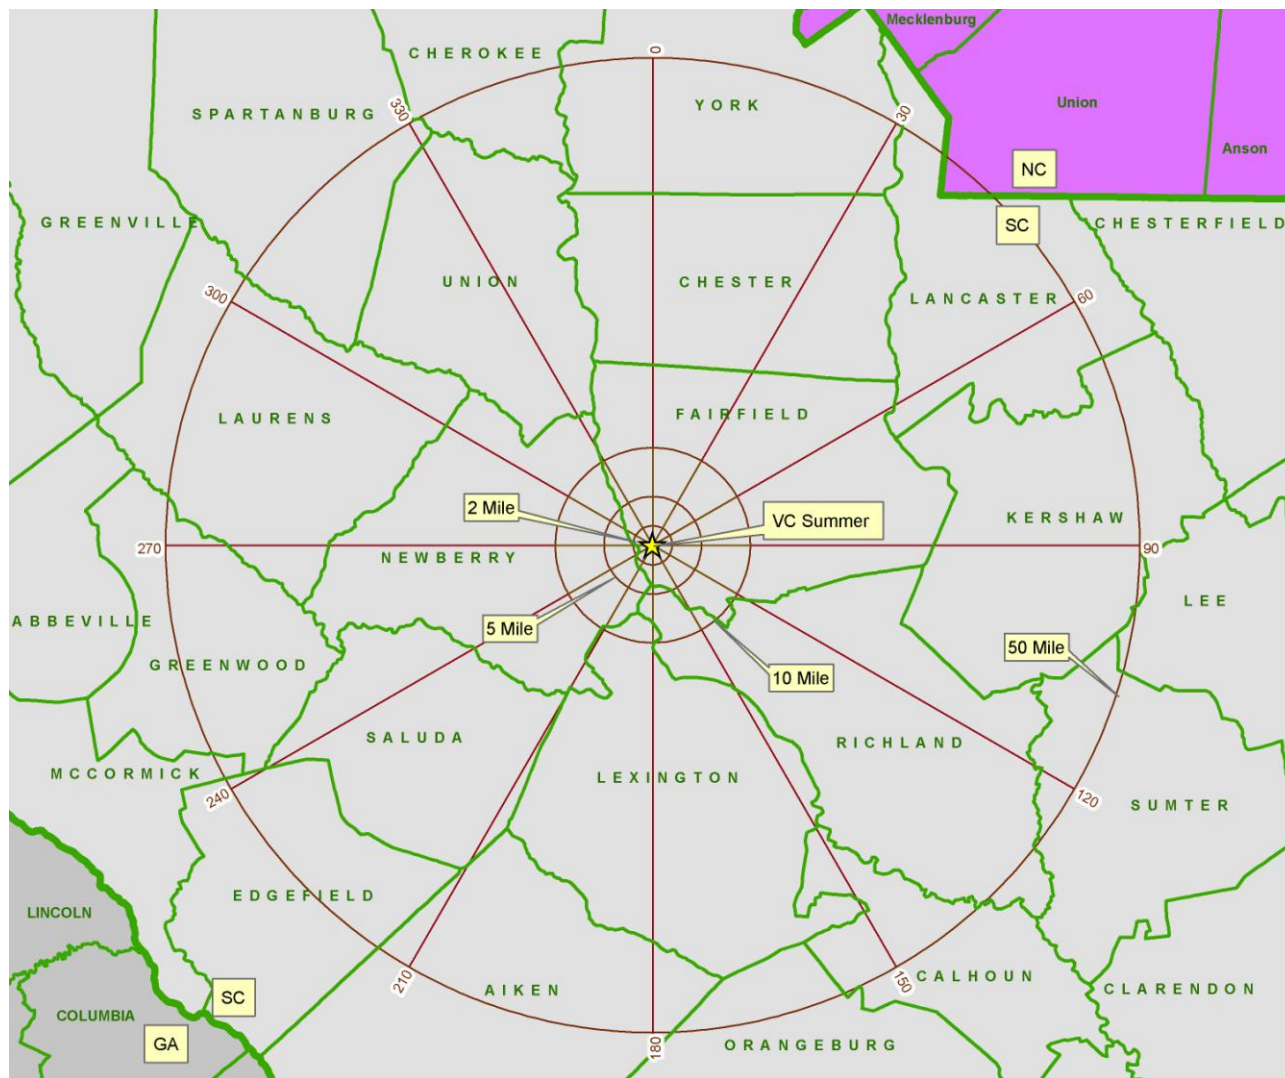 Mecklenburg
CHEROKEE
0
YORK
Union
SPARTANBURG
330
30
Anson
NC
GREENVILLE
SC
CHESTERFIELD
UNION
CHESTER
300
LANCASTER
60
LAURENS
FAIRFIELD
2 Mile
VC Summer
KERSHAW
270
NEWBERRY
90
LEE
ABBEVILLE
5 Mile
50 Mile
GREENWOOD
10 Mile
SALUDA
RICHLAND
MCCORMICK
LEXINGTON
240
120
SUMTER
EDGEFIELD
LINCOLN
210
150
CALHOUN
AIKEN
CLARENDON
SC
COLUMBIA
GA
180
ORANGEBURG